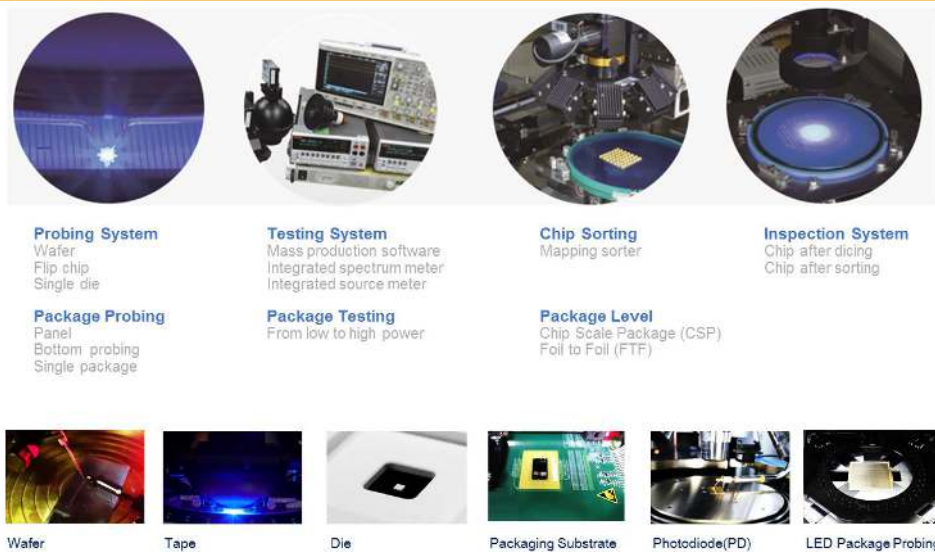 Probing System
Wafer
Flip chip
Single die
Testing System
Mass production software
Integrated spectrum meter
Integrated source meter
Chip Sorting
Mapping sorter
Inspection System
Chip after dicing
Chip after sorting
Package Probing
Panel
Bottom probing
Single package
Package Testing
From low to high power
Package Level
Chip Scale Package (CSP)
Foil to Foil (FTF)
Wafer
Tape
Die
Packaging Substrate
Photodiode(PD)
LED Package Probing